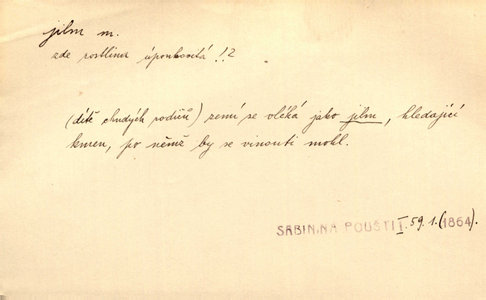 jilm m.
zde rostlina úponkovitá !!?
(dítě chudých rodičů) zemí se vléká jako jilm, hledající
kmen, po němž by se vinouti mohl.
SABIN.NA POUŠTI I. 59. 1.(1864).